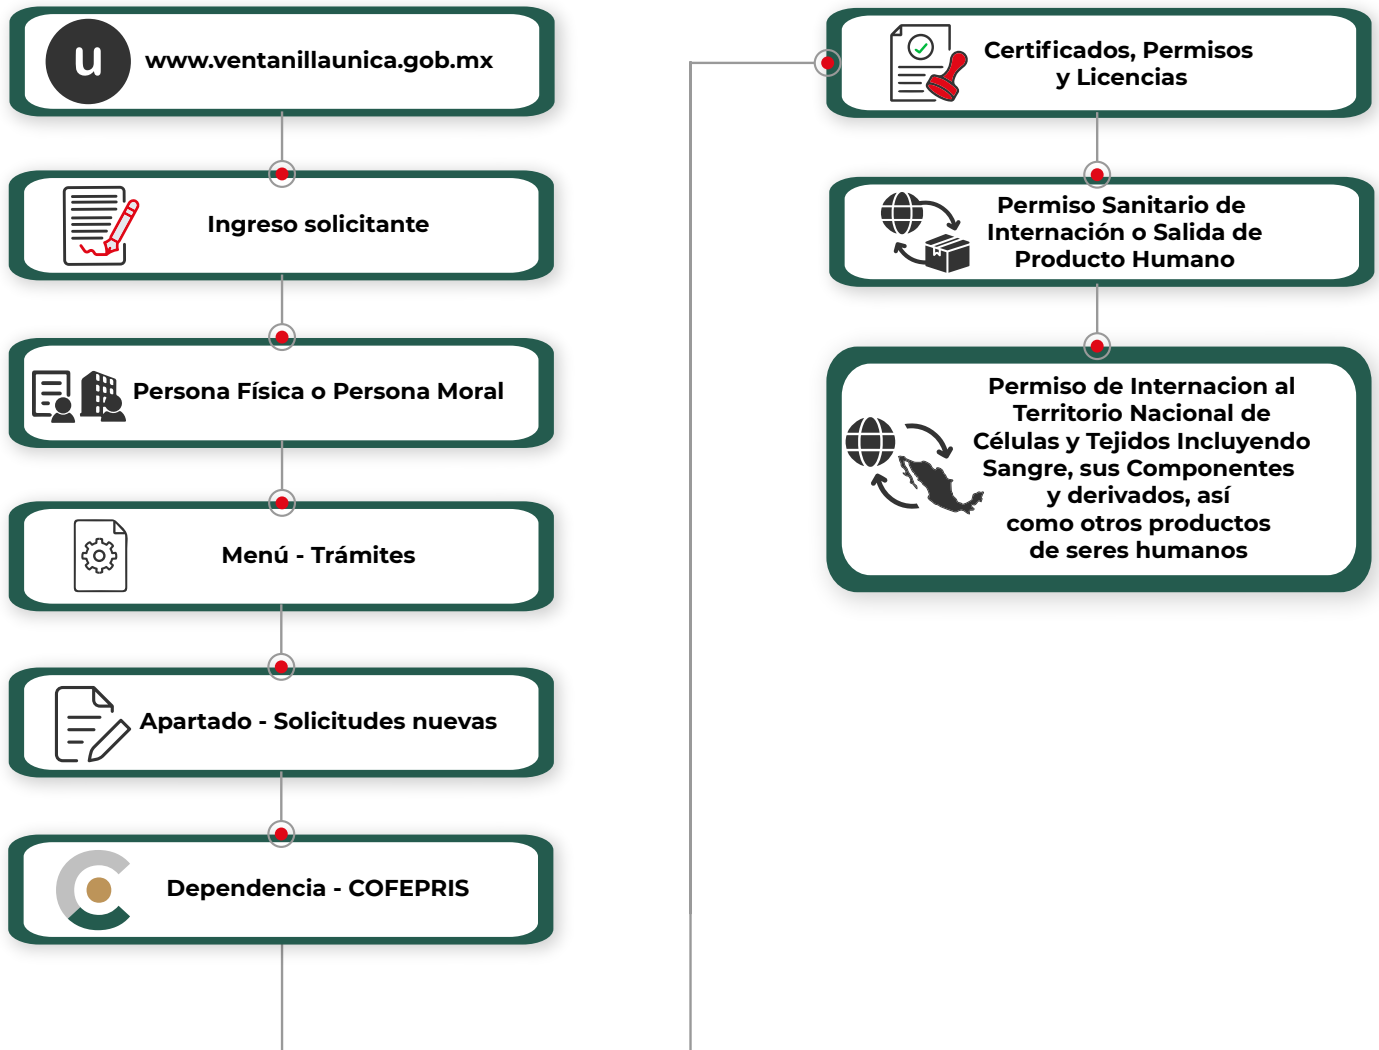 u
www.ventanillaunica.gob.mx
Ingreso solicitante
Persona Física o Persona Moral
Menú - Trámites
Apartado - Solicitudes nuevas
Dependencia - COFEPRIS
Certificados, Permisos
y Licencias
Permiso Sanitario de
Internación o Salida de
Producto Humano
Permiso de Internacion al
Territorio Nacional de
Células y Tejidos Incluyendo
Sangre, sus Componentes
y derivados, así
como otros productos
de seres humanos